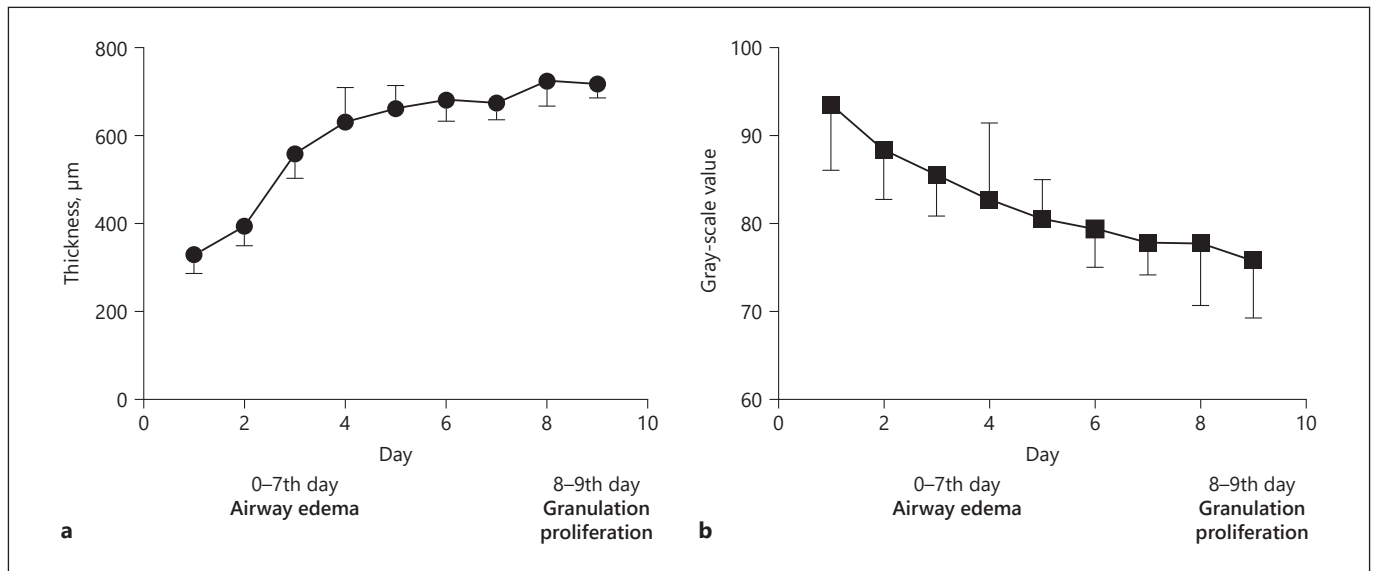 800
600
400
200
0
Thickness, µm
0 2 4 6 8 10
Day
0–7th day
Airway edema
8–9th day
Granulation
proliferation
a
100
90
80
70
60
Gray-scale value
0 2 4 6 8 10
Day
0–7th day
Airway edema
8–9th day
Granulation
proliferation
b